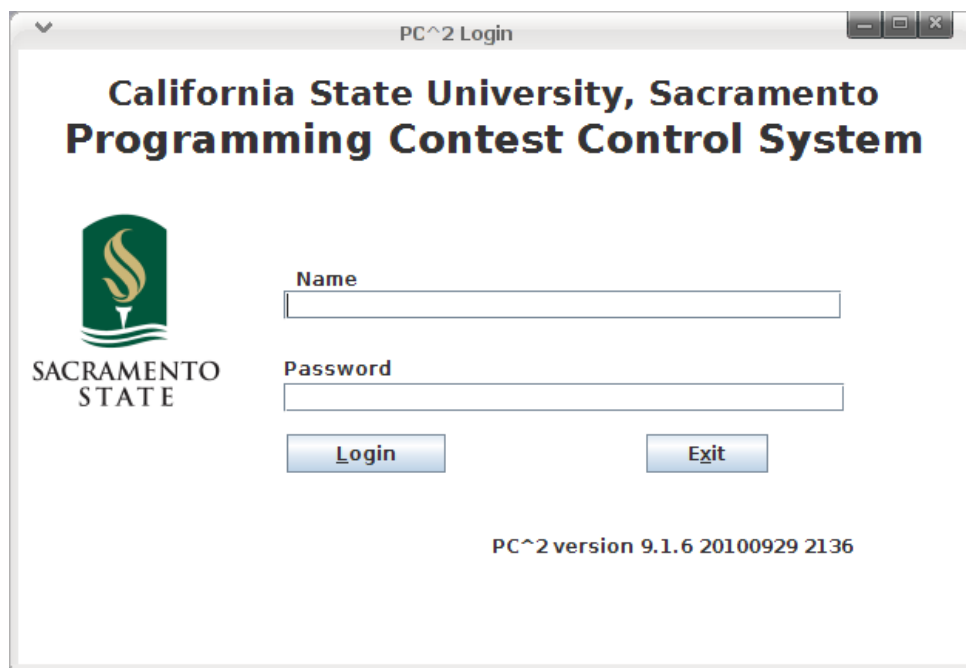 PC^2 Login
California State University, Sacramento
Programming Contest Control System
Name
SACRAMENTO
STATE
Password
Login
Exit
PC^2 version 9.1.6 20100929 2136